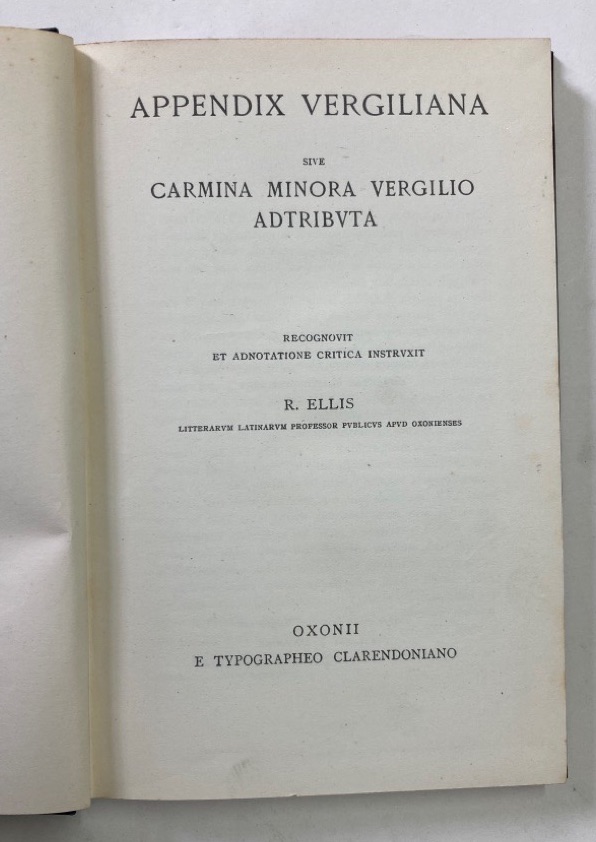 APPENDIX VERGILIANA
SIVE
CARMINA MINORA VERGILIO
ADTRIBVTA
RECOGNOVIT
ET ADNOTATIONE CRITICA INSTRVXIT
R. ELLIS
LITTERARVM LATINARVM PROFESSOR PVBLICVS APVD OXONIENSES
OXONII
E TYPOGRAPHEO CLARENDONIANO